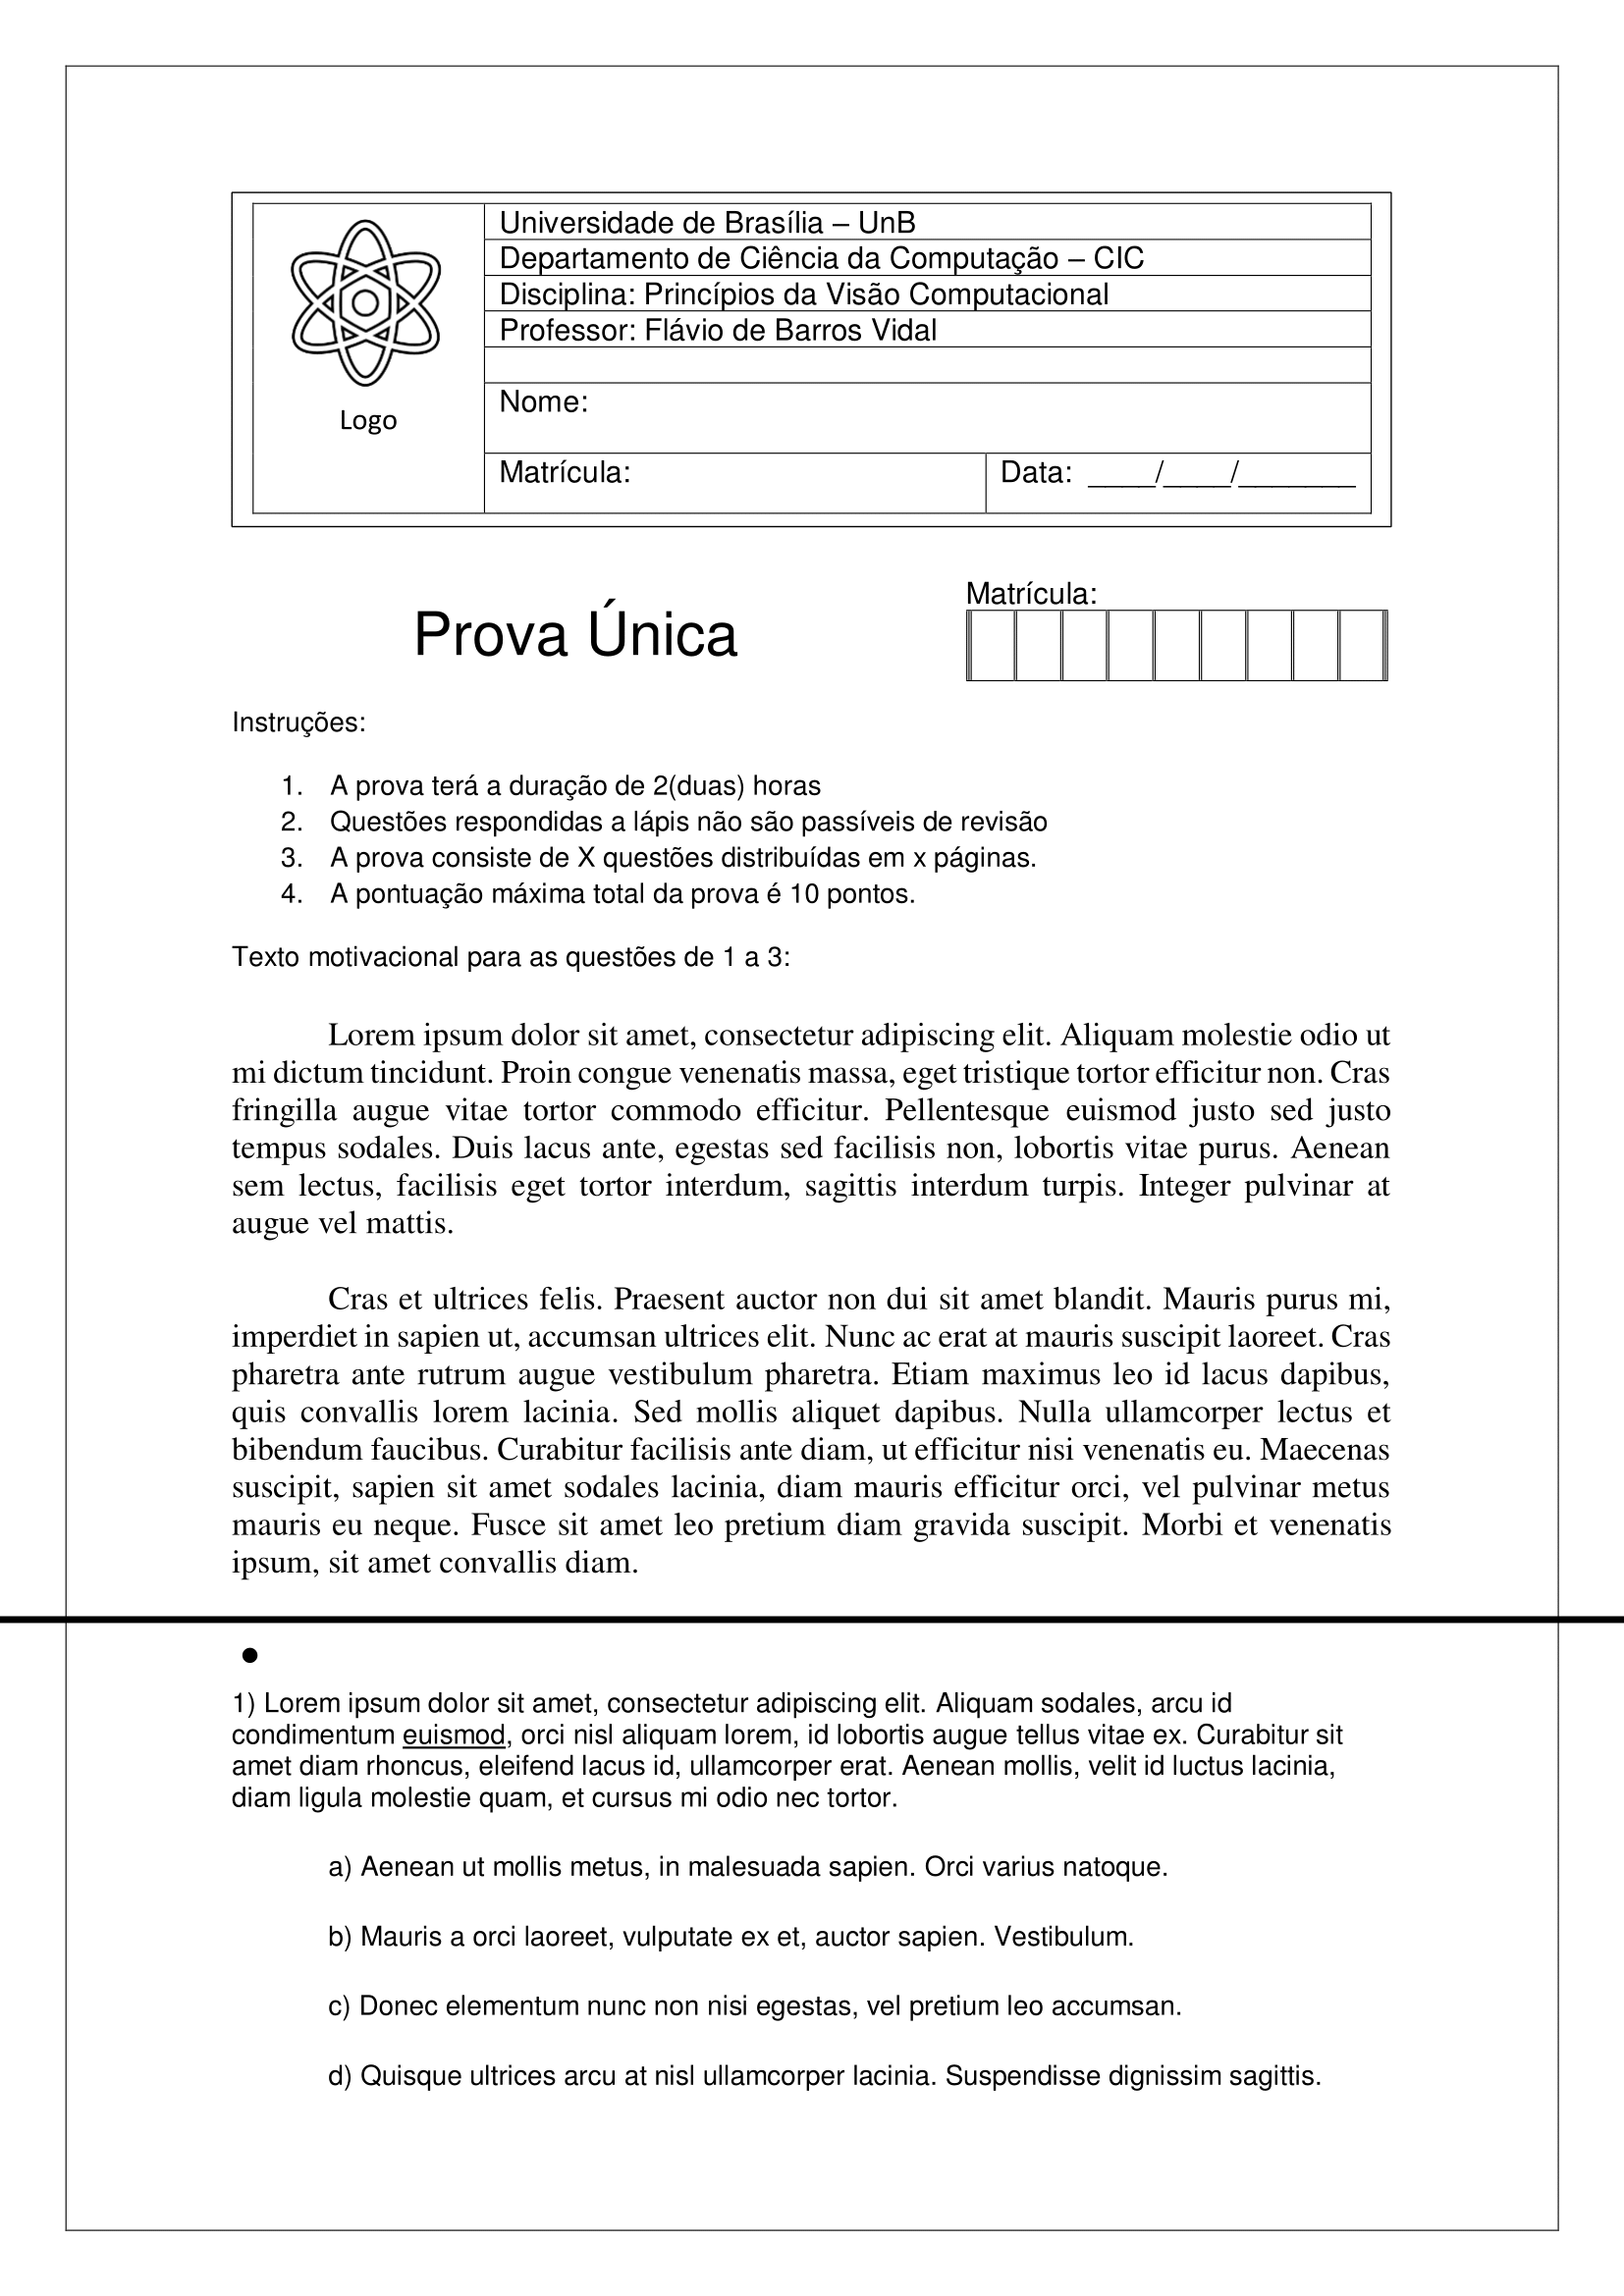 Universidade de Brasília – UnB
Departamento de Ciência da Computação – CIC
Disciplina: Princípios da Visão Computacional
Professor: Flávio de Barros Vidal
Logo
Nome:
Matrícula:
Data: ____/____/_______
Matrícula:
Prova Única
Instruções:
1. A prova terá a duração de 2(duas) horas
2. Questões respondidas a lápis não são passíveis de revisão
3. A prova consiste de X questões distribuídas em x páginas.
4. A pontuação máxima total da prova é 10 pontos.
Texto motivacional para as questões de 1 a 3:
Lorem ipsum dolor sit amet, consectetur adipiscing elit. Aliquam molestie odio ut
mi dictum tincidunt. Proin congue venenatis massa, eget tristique tortor efficitur non. Cras
fringilla augue vitae tortor commodo efficitur. Pellentesque euismod justo sed justo
tempus sodales. Duis lacus ante, egestas sed facilisis non, lobortis vitae purus. Aenean
sem lectus, facilisis eget tortor interdum, sagittis interdum turpis. Integer pulvinar at
augue vel mattis.
Cras et ultrices felis. Praesent auctor non dui sit amet blandit. Mauris purus mi,
imperdiet in sapien ut, accumsan ultrices elit. Nunc ac erat at mauris suscipit laoreet. Cras
pharetra ante rutrum augue vestibulum pharetra. Etiam maximus leo id lacus dapibus,
quis convallis lorem lacinia. Sed mollis aliquet dapibus. Nulla ullamcorper lectus et
bibendum faucibus. Curabitur facilisis ante diam, ut efficitur nisi venenatis eu. Maecenas
suscipit, sapien sit amet sodales lacinia, diam mauris efficitur orci, vel pulvinar metus
mauris eu neque. Fusce sit amet leo pretium diam gravida suscipit. Morbi et venenatis
ipsum, sit amet convallis diam.
1) Lorem ipsum dolor sit amet, consectetur adipiscing elit. Aliquam sodales, arcu id
condimentum euismod, orci nisl aliquam lorem, id lobortis augue tellus vitae ex. Curabitur sit
amet diam rhoncus, eleifend lacus id, ullamcorper erat. Aenean mollis, velit id luctus lacinia,
diam ligula molestie quam, et cursus mi odio nec tortor.
a) Aenean ut mollis metus, in malesuada sapien. Orci varius natoque.
b) Mauris a orci laoreet, vulputate ex et, auctor sapien. Vestibulum.
c) Donec elementum nunc non nisi egestas, vel pretium leo accumsan.
d) Quisque ultrices arcu at nisl ullamcorper lacinia. Suspendisse dignissim sagittis.